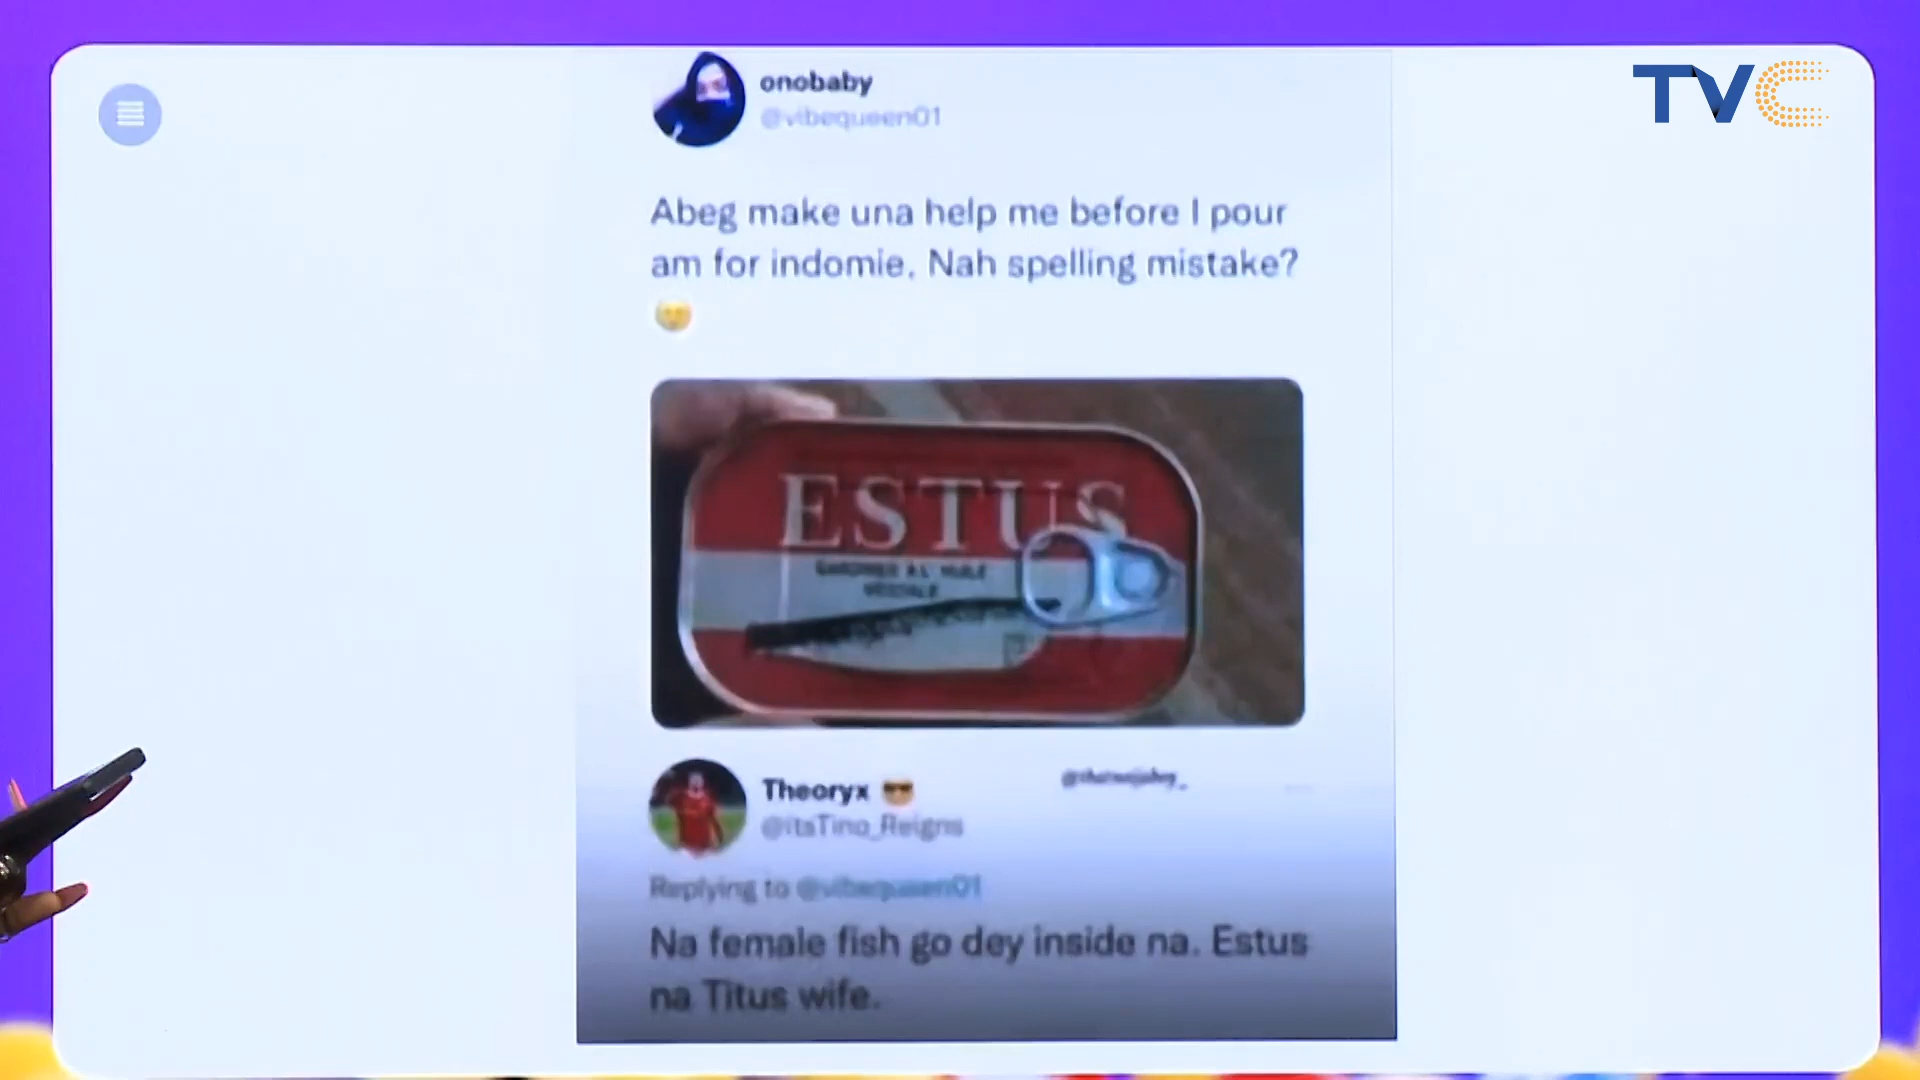 TVC
onobaby
@vibequeen01
Abeg make una help me before I pour
am for indomie. Nah spelling mistake?
ESTUS
Theoryx
@itsTino_Reigns
Replying to @vibequeen01
Na female fish go dey inside na. Estus
na Titus wife.